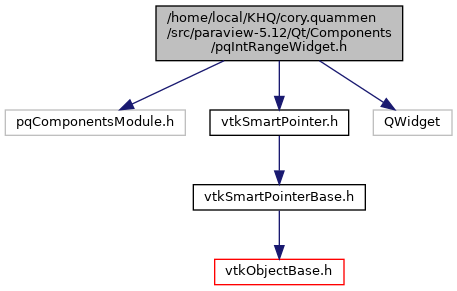 /home/local/KHQ/cory.quammen
/src/paraview-5.12/Qt/Components
/pqIntRangeWidget.h
pqComponentsModule.h
vtkSmartPointer.h
QWidget
vtkSmartPointerBase.h
vtkObjectBase.h